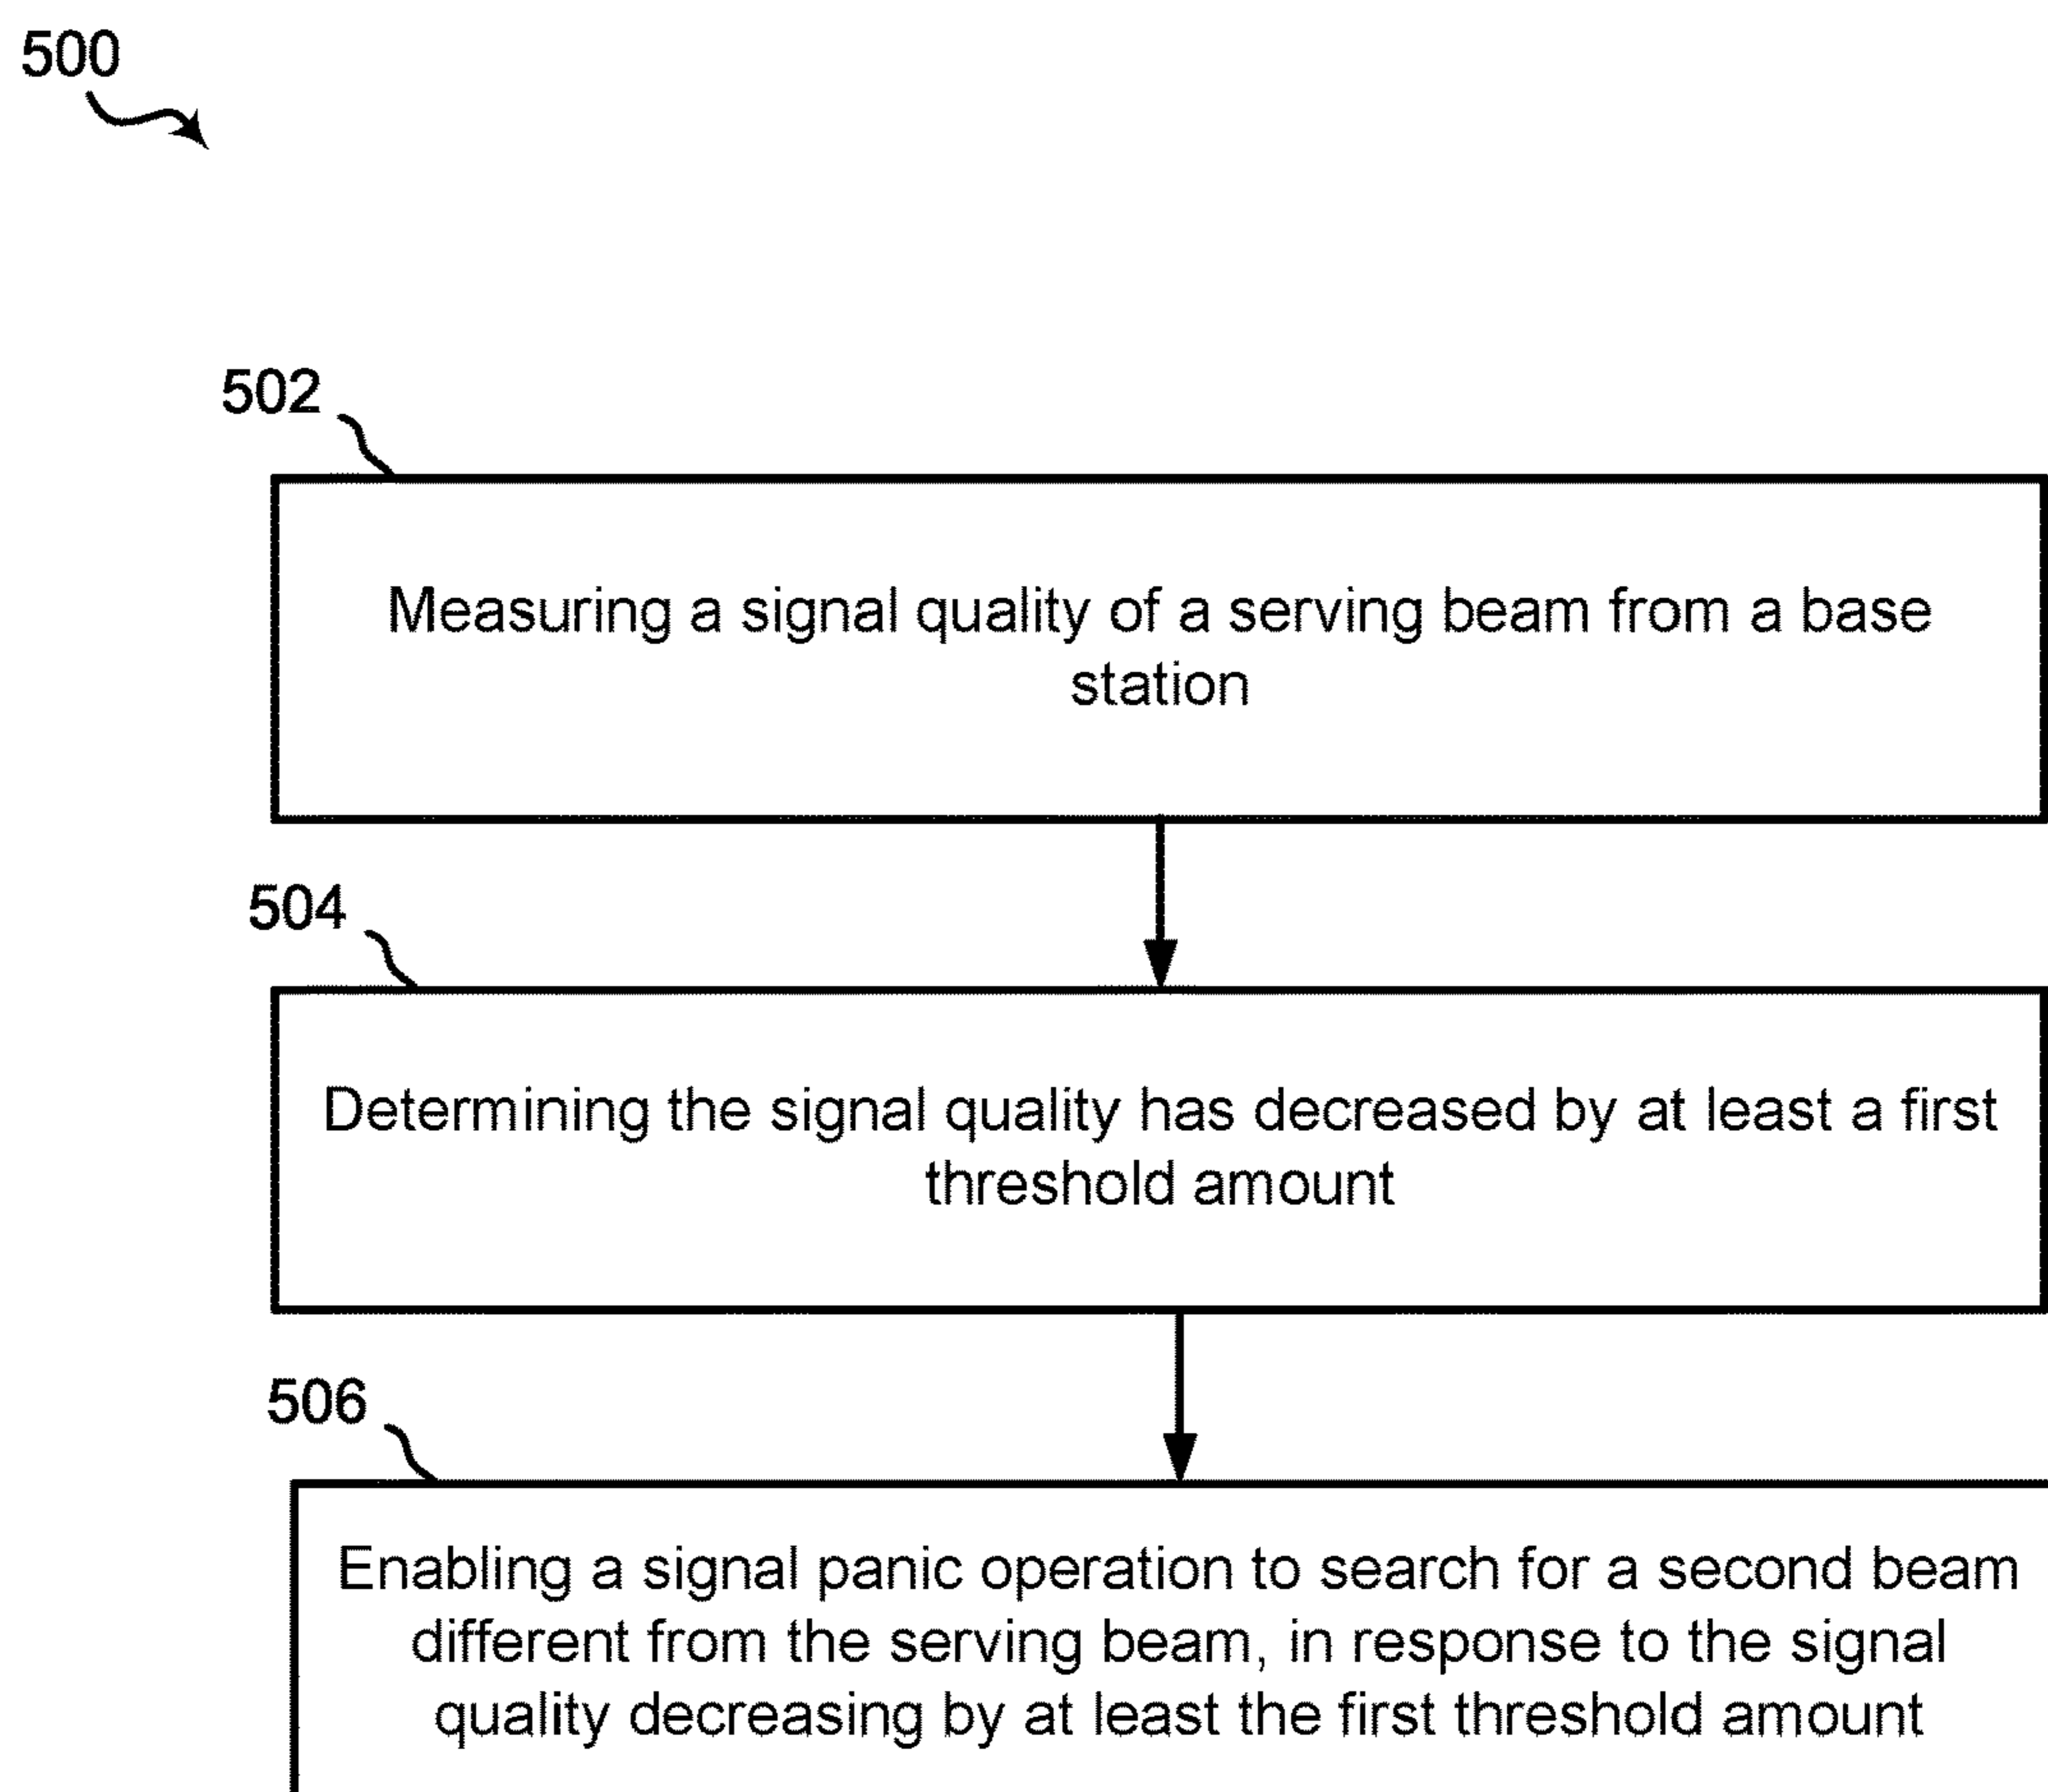 500
502
Measuring a signal quality of a serving beam from a base
station
504
Determining the signal quality has decreased by at least a first
threshold amount
506
Enabling a signal panic operation to search for a second beam
different from the serving beam, in response to the signal
quality decreasing by at least the first threshold amount